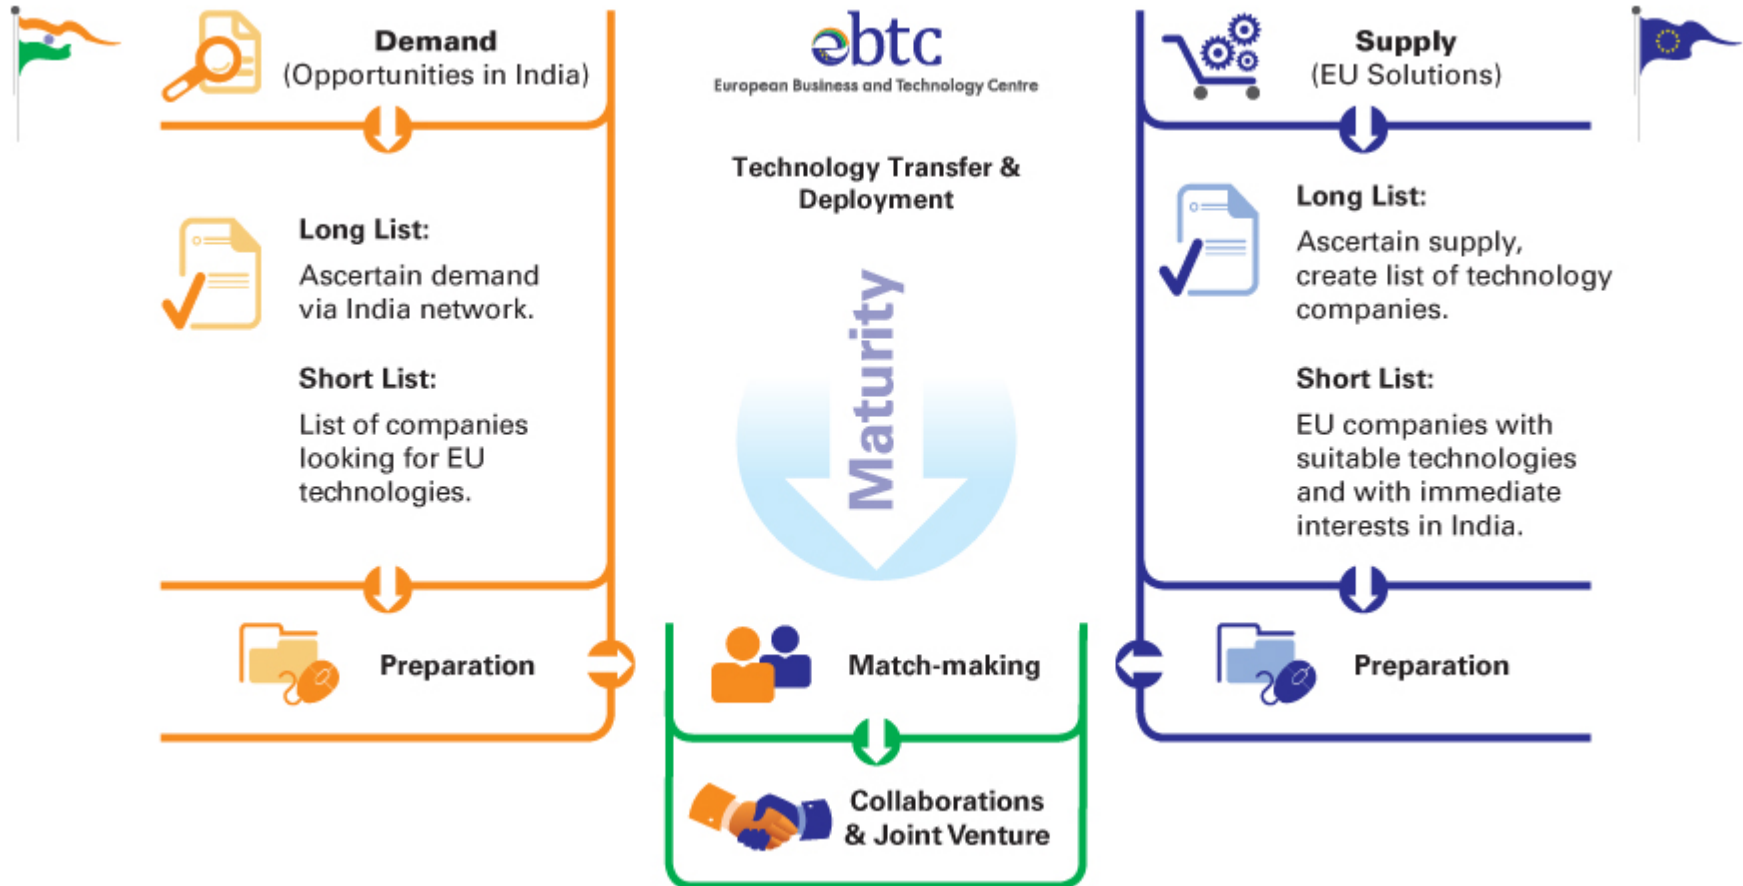 Demand
(Opportunities in India)
Long List:
Ascertain demand
via India network.
Short List:
List of companies
looking for EU
technologies.
Preparation
ebtc
European Business and Technology Centre
Technology Transfer &
Deployment
Maturity
Match-making
Collaborations
& Joint Venture
Supply
(EU Solutions)
Long List:
Ascertain supply,
create list of technology
companies.
Short List:
EU companies with
suitable technologies
and with immediate
interests in India.
Preparation